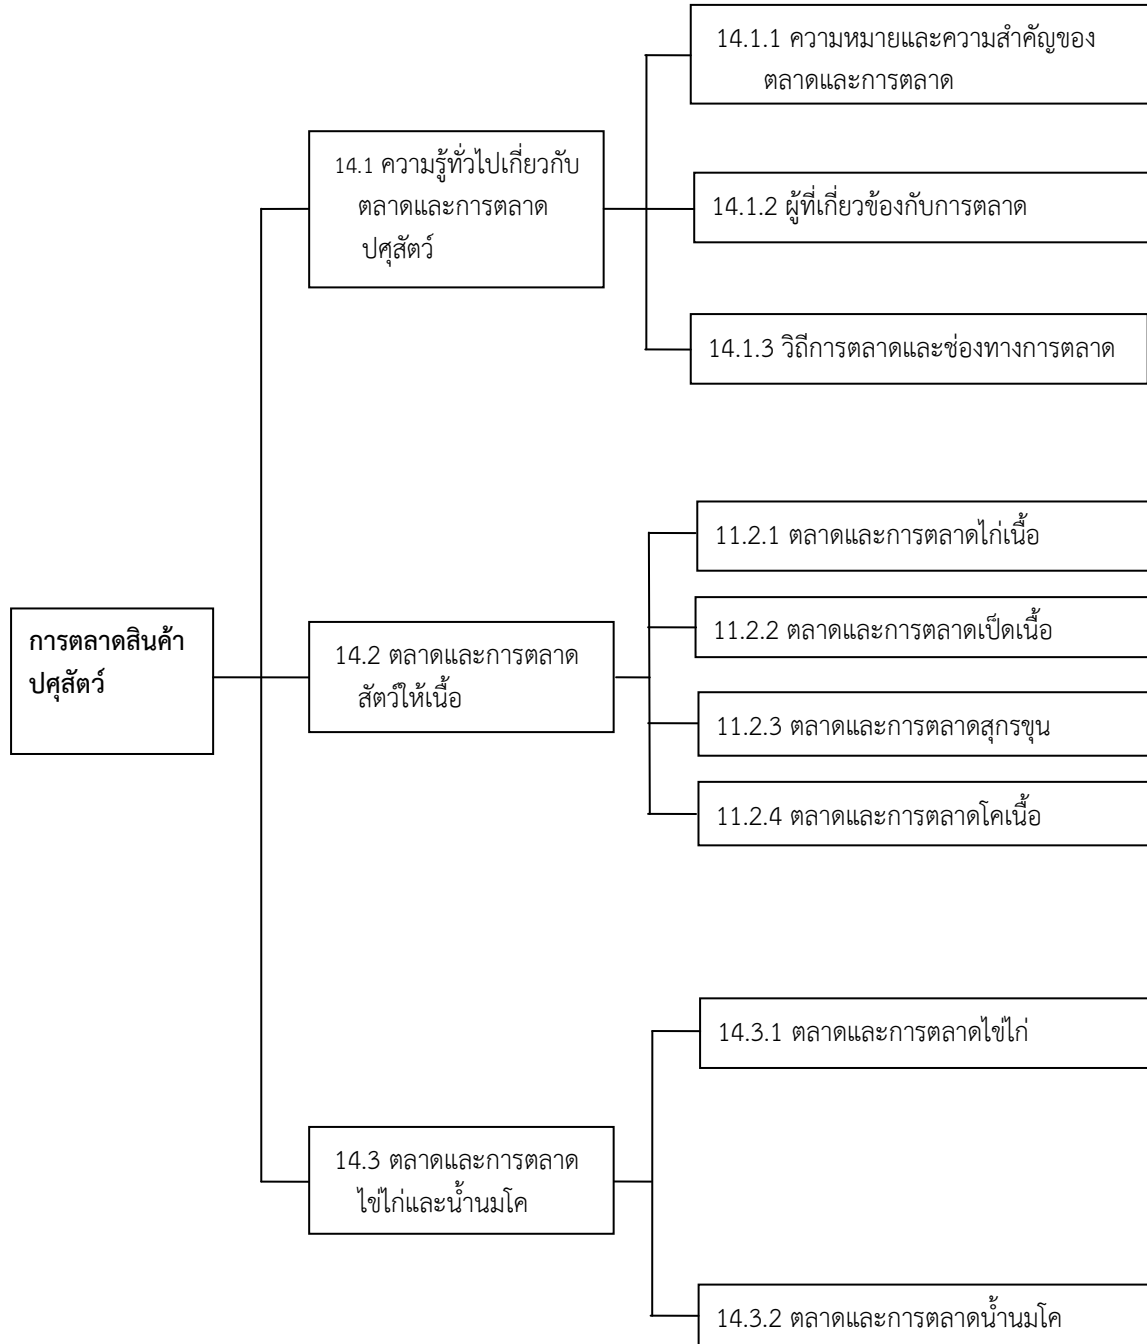 การตลาดสินค้า
ปศุสัตว์
14.1 ความรู้ทั่วไปเกี่ยวกับ
ตลาดและการตลาด
ปศุสัตว์
14.1.1 ความหมายและความสำคัญของ
ตลาดและการตลาด
14.1.2 ผู้ที่เกี่ยวข้องกับการตลาด
14.1.3 วิถีการตลาดและช่องทางการตลาด
14.2 ตลาดและการตลาด
สัตว์ให้เนื้อ
11.2.1 ตลาดและการตลาดไก่เนื้อ
11.2.2 ตลาดและการตลาดเป็ดเนื้อ
11.2.3 ตลาดและการตลาดสุกรขุน
11.2.4 ตลาดและการตลาดโคเนื้อ
14.3 ตลาดและการตลาด
ไข่ไก่และน้ำนมโค
14.3.1 ตลาดและการตลาดไข่ไก่
14.3.2 ตลาดและการตลาดน้ำนมโค